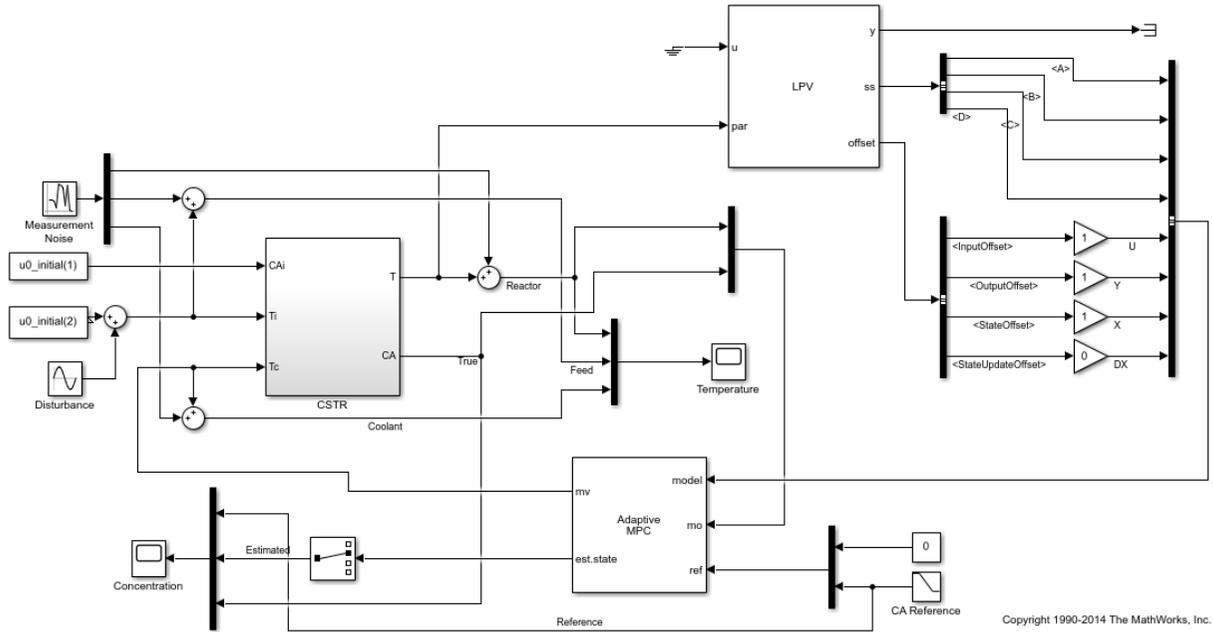 u
par
LPV
y
ss
offset
<A>
<B>
<C>
<D>
Measurement
Noise
u0_initial(1)
u0_initial(2)
Disturbance
+
+
+
+
+
+
+
+
CAi
Ti
Tc
T
CA
CSTR
Reactor
True
Feed
Coolant
Temperature
<InputOffset>
1
U
<OutputOffset>
1
Y
<StateOffset>
1
X
<StateUpdateOffset>
0
DX
mv
est.state
Adaptive
MPC
model
mo
ref
Estimated
Concentration
0
CA Reference
Reference
Copyright 1990-2014 The MathWorks, Inc.